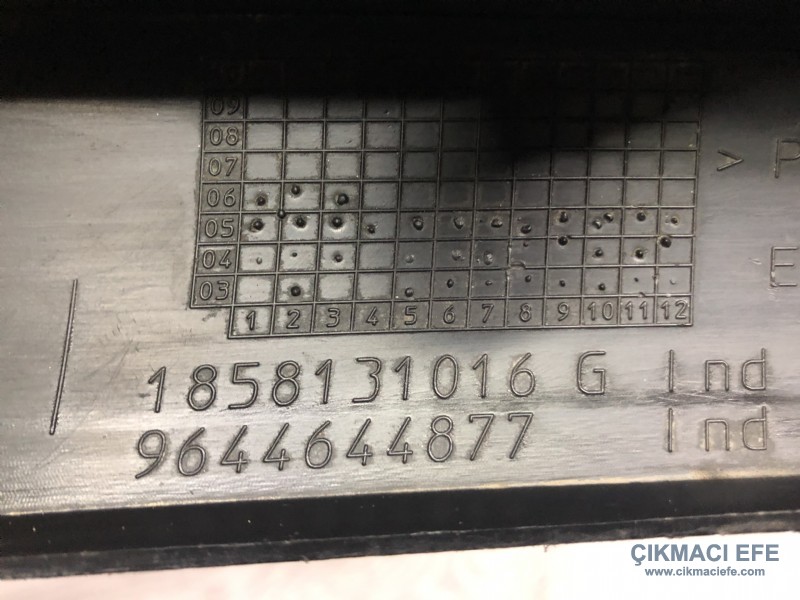 09
08
07
06
05
04
03
1 2 3 4 5 6 7 8 9 10 11 12
> P
E
1858131016 G Ind
9644644877 Ind
ÇIKMACI EFE
www.cikmaciefe.com